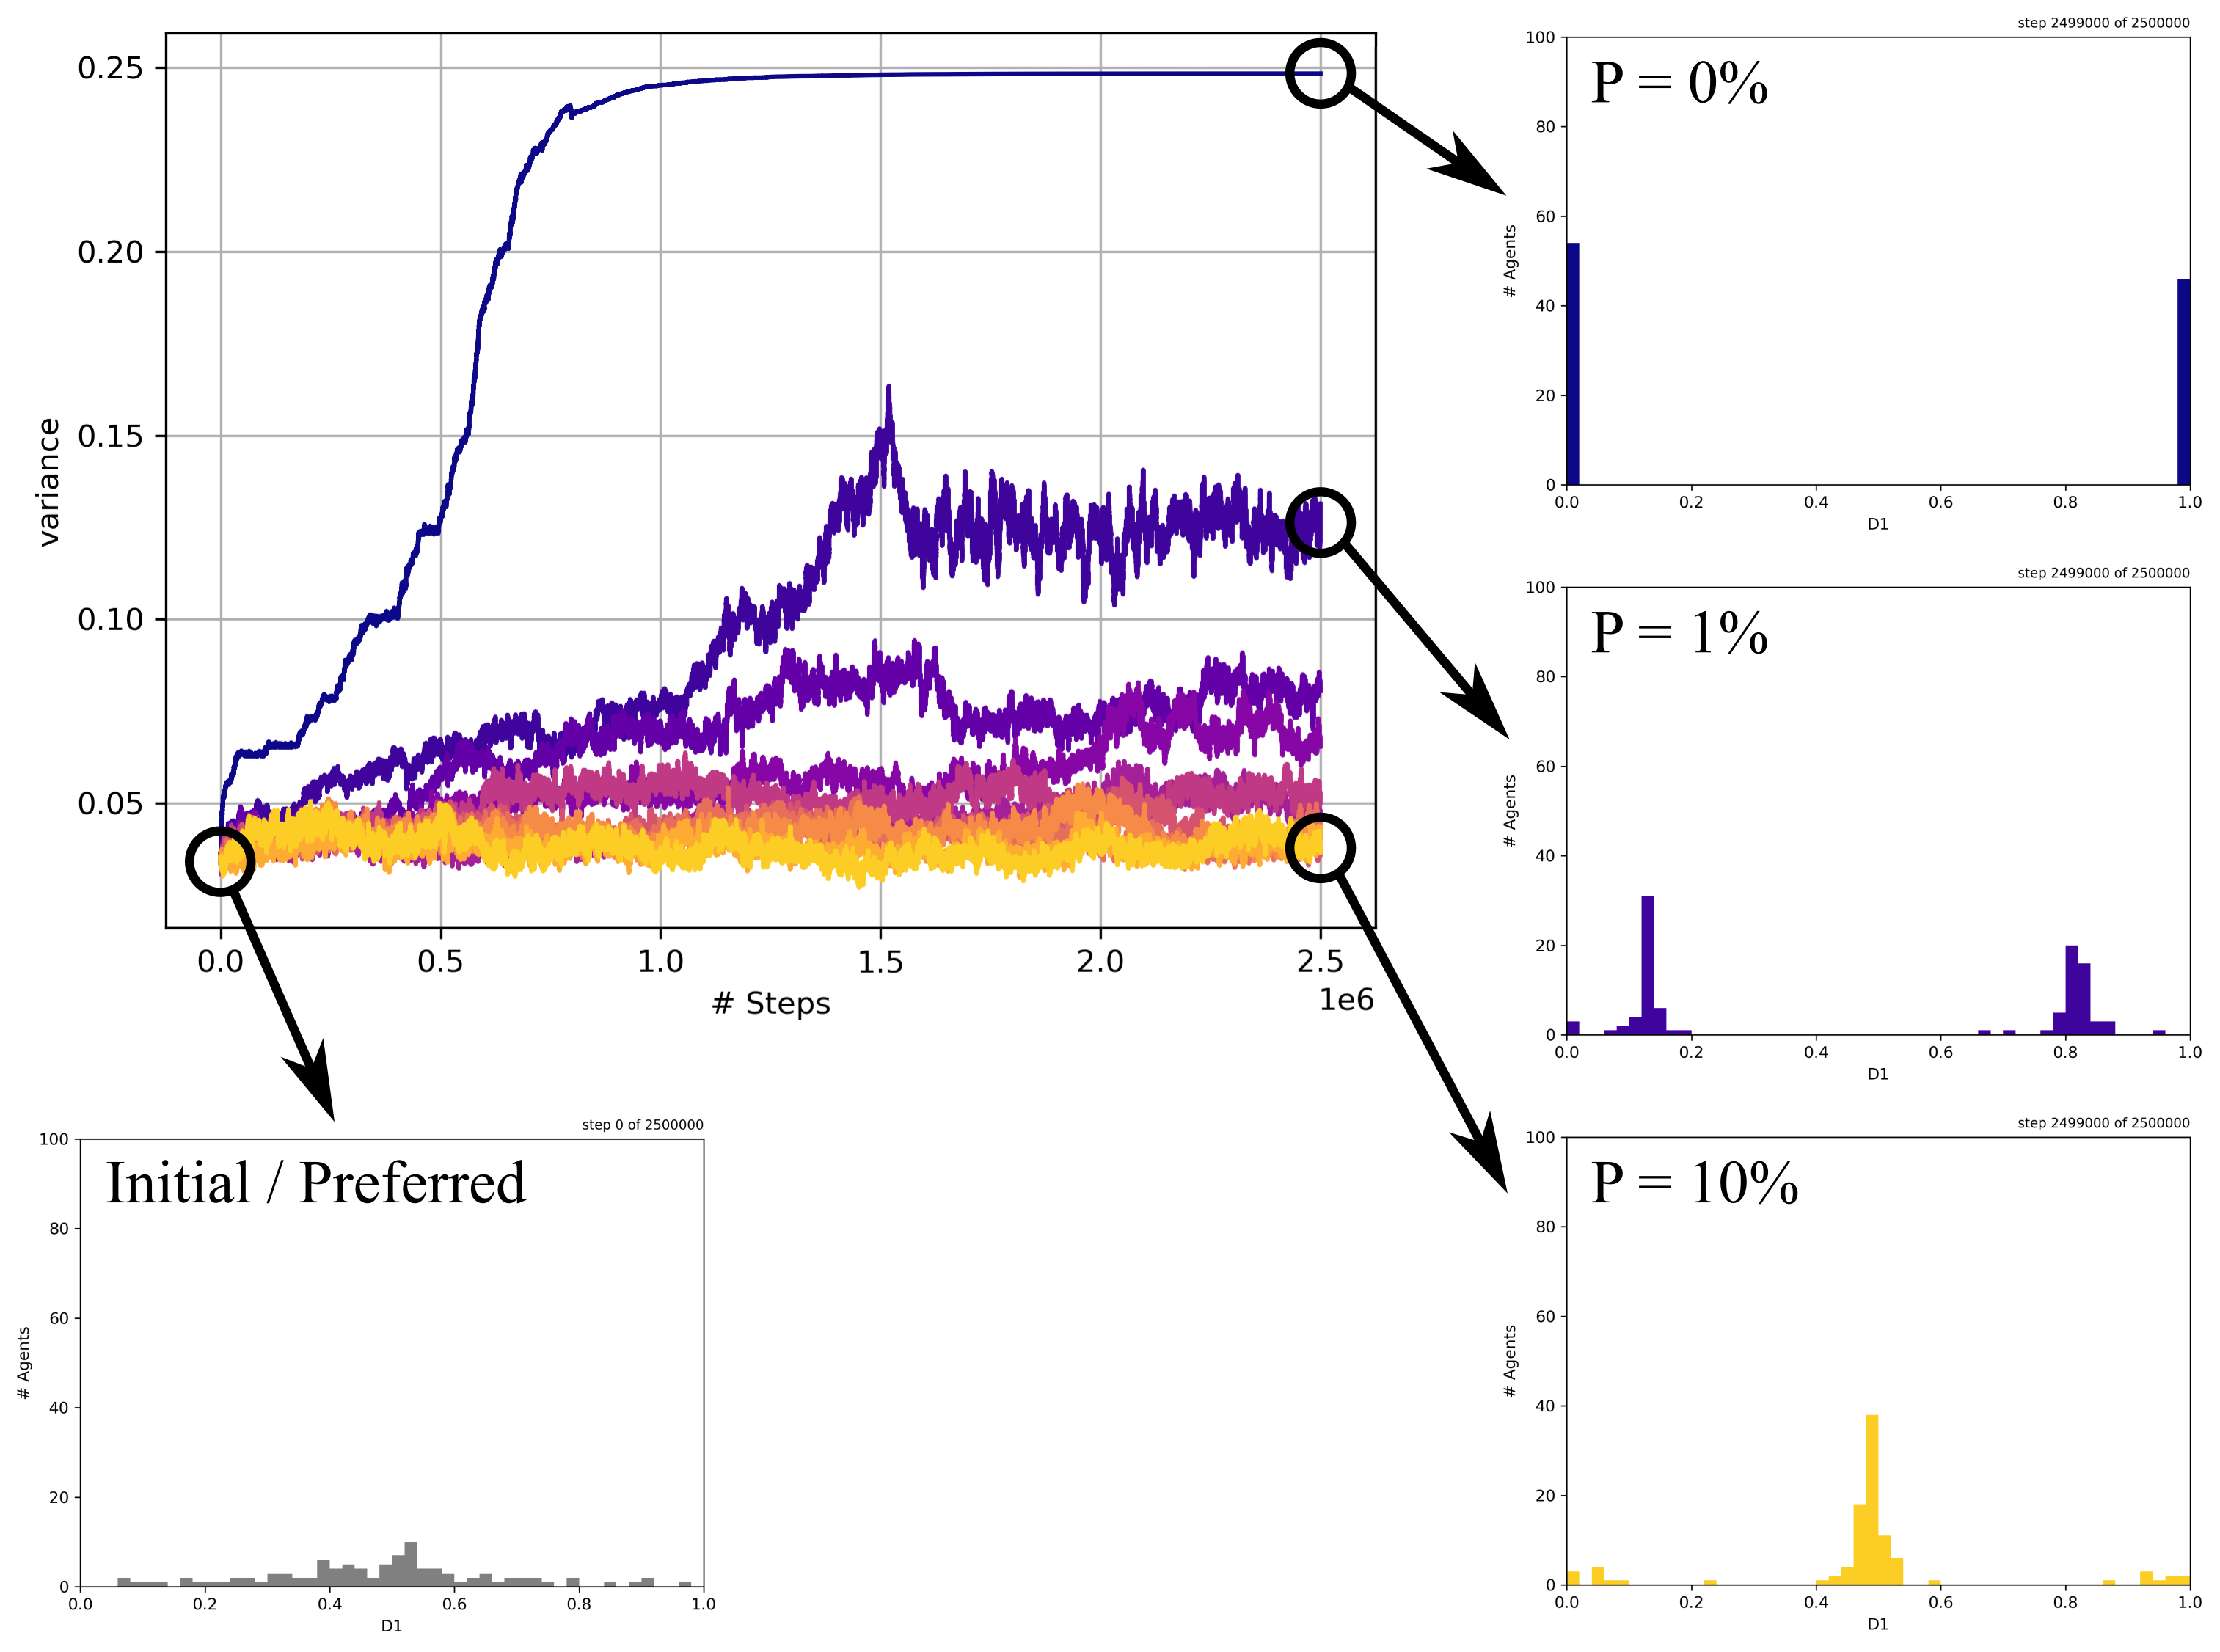 0.25
0.20
0.15
0.10
0.05
variance
0.0 0.5 1.0 1.5 2.0 2.5
1e6
# Steps
step 2499000 of 2500000
P = 0%
100
80
60
40
20
0
# Agents
0.0 0.2 0.4 0.6 0.8 1.0
D1
step 2499000 of 2500000
P = 1%
100
80
60
40
20
0
# Agents
0.0 0.2 0.4 0.6 0.8 1.0
D1
step 0 of 2500000
Initial / Preferred
100
80
60
40
20
0
# Agents
0.0 0.2 0.4 0.6 0.8 1.0
D1
step 2499000 of 2500000
P = 10%
100
80
60
40
20
0
# Agents
0.0 0.2 0.4 0.6 0.8 1.0
D1